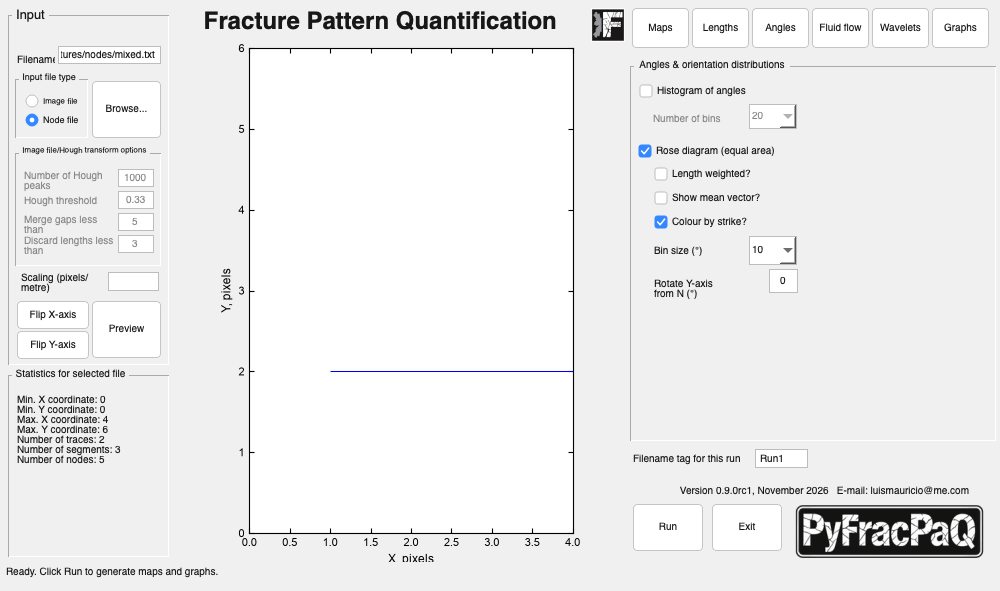 Input
Filename
:ures/nodes/mixed.txt
Input file type
Image file
Node file
Browse...
Image file/Hough transform options
Number of Hough
peaks
1000
Hough threshold
0.33
Merge gaps less
than
5
Discard lengths less
than
3
Scaling (pixels/
metre)
Flip X-axis
Flip Y-axis
Preview
Statistics for selected file
Min. X coordinate: 0
Min. Y coordinate: 0
Max. X coordinate: 4
Max. Y coordinate: 6
Number of traces: 2
Number of segments: 3
Number of nodes: 5
Ready. Click Run to generate maps and graphs.
Fracture Pattern Quantification
6
5
4
3
2
1
0
Y, pixels
0.0 0.5 1.0 1.5 2.0 2.5 3.0 3.5 4.0
X, pixels
F
Maps Lengths Angles Fluid flow Wavelets Graphs
Angles & orientation distributions
Histogram of angles
Number of bins
20
Rose diagram (equal area)
Length weighted?
Show mean vector?
Colour by strike?
Bin size (°)
10
Rotate Y-axis
from N (°)
0
Filename tag for this run
Run1
Version 0.9.0rc1, November 2026 E-mail: luismauricio@me.com
Run
Exit
PyFracPaQ